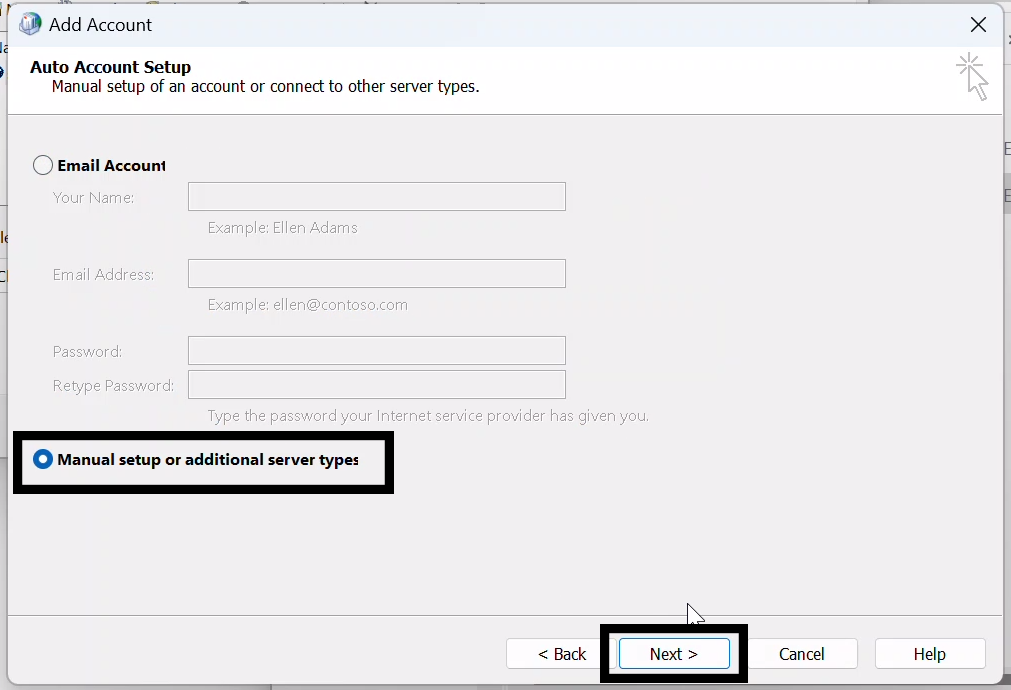 Add Account
Auto Account Setup
Manual setup of an account or connect to other server types.
Email Account
Your Name:
Example: Ellen Adams
Email Address:
Example: ellen@contoso.com
Password:
Retype Password:
Type the password your Internet service provider has given you.
Manual setup or additional server types
< Back
Next >
Cancel
Help